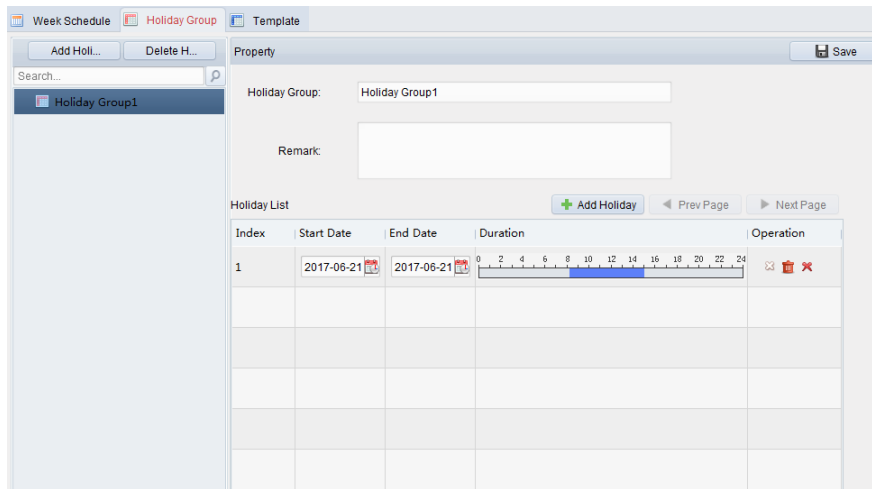 Week Schedule Holiday Group Template
Add Holi... Delete H... Property Save
Search...
Holiday Group1
Holiday Group: Holiday Group1
Remark:
Holiday List Add Holiday Prev Page Next Page
Index Start Date End Date Duration Operation
0 2 4 6 8 10 12 14 16 18 20 22 24
1 2017-06-21 2017-06-21